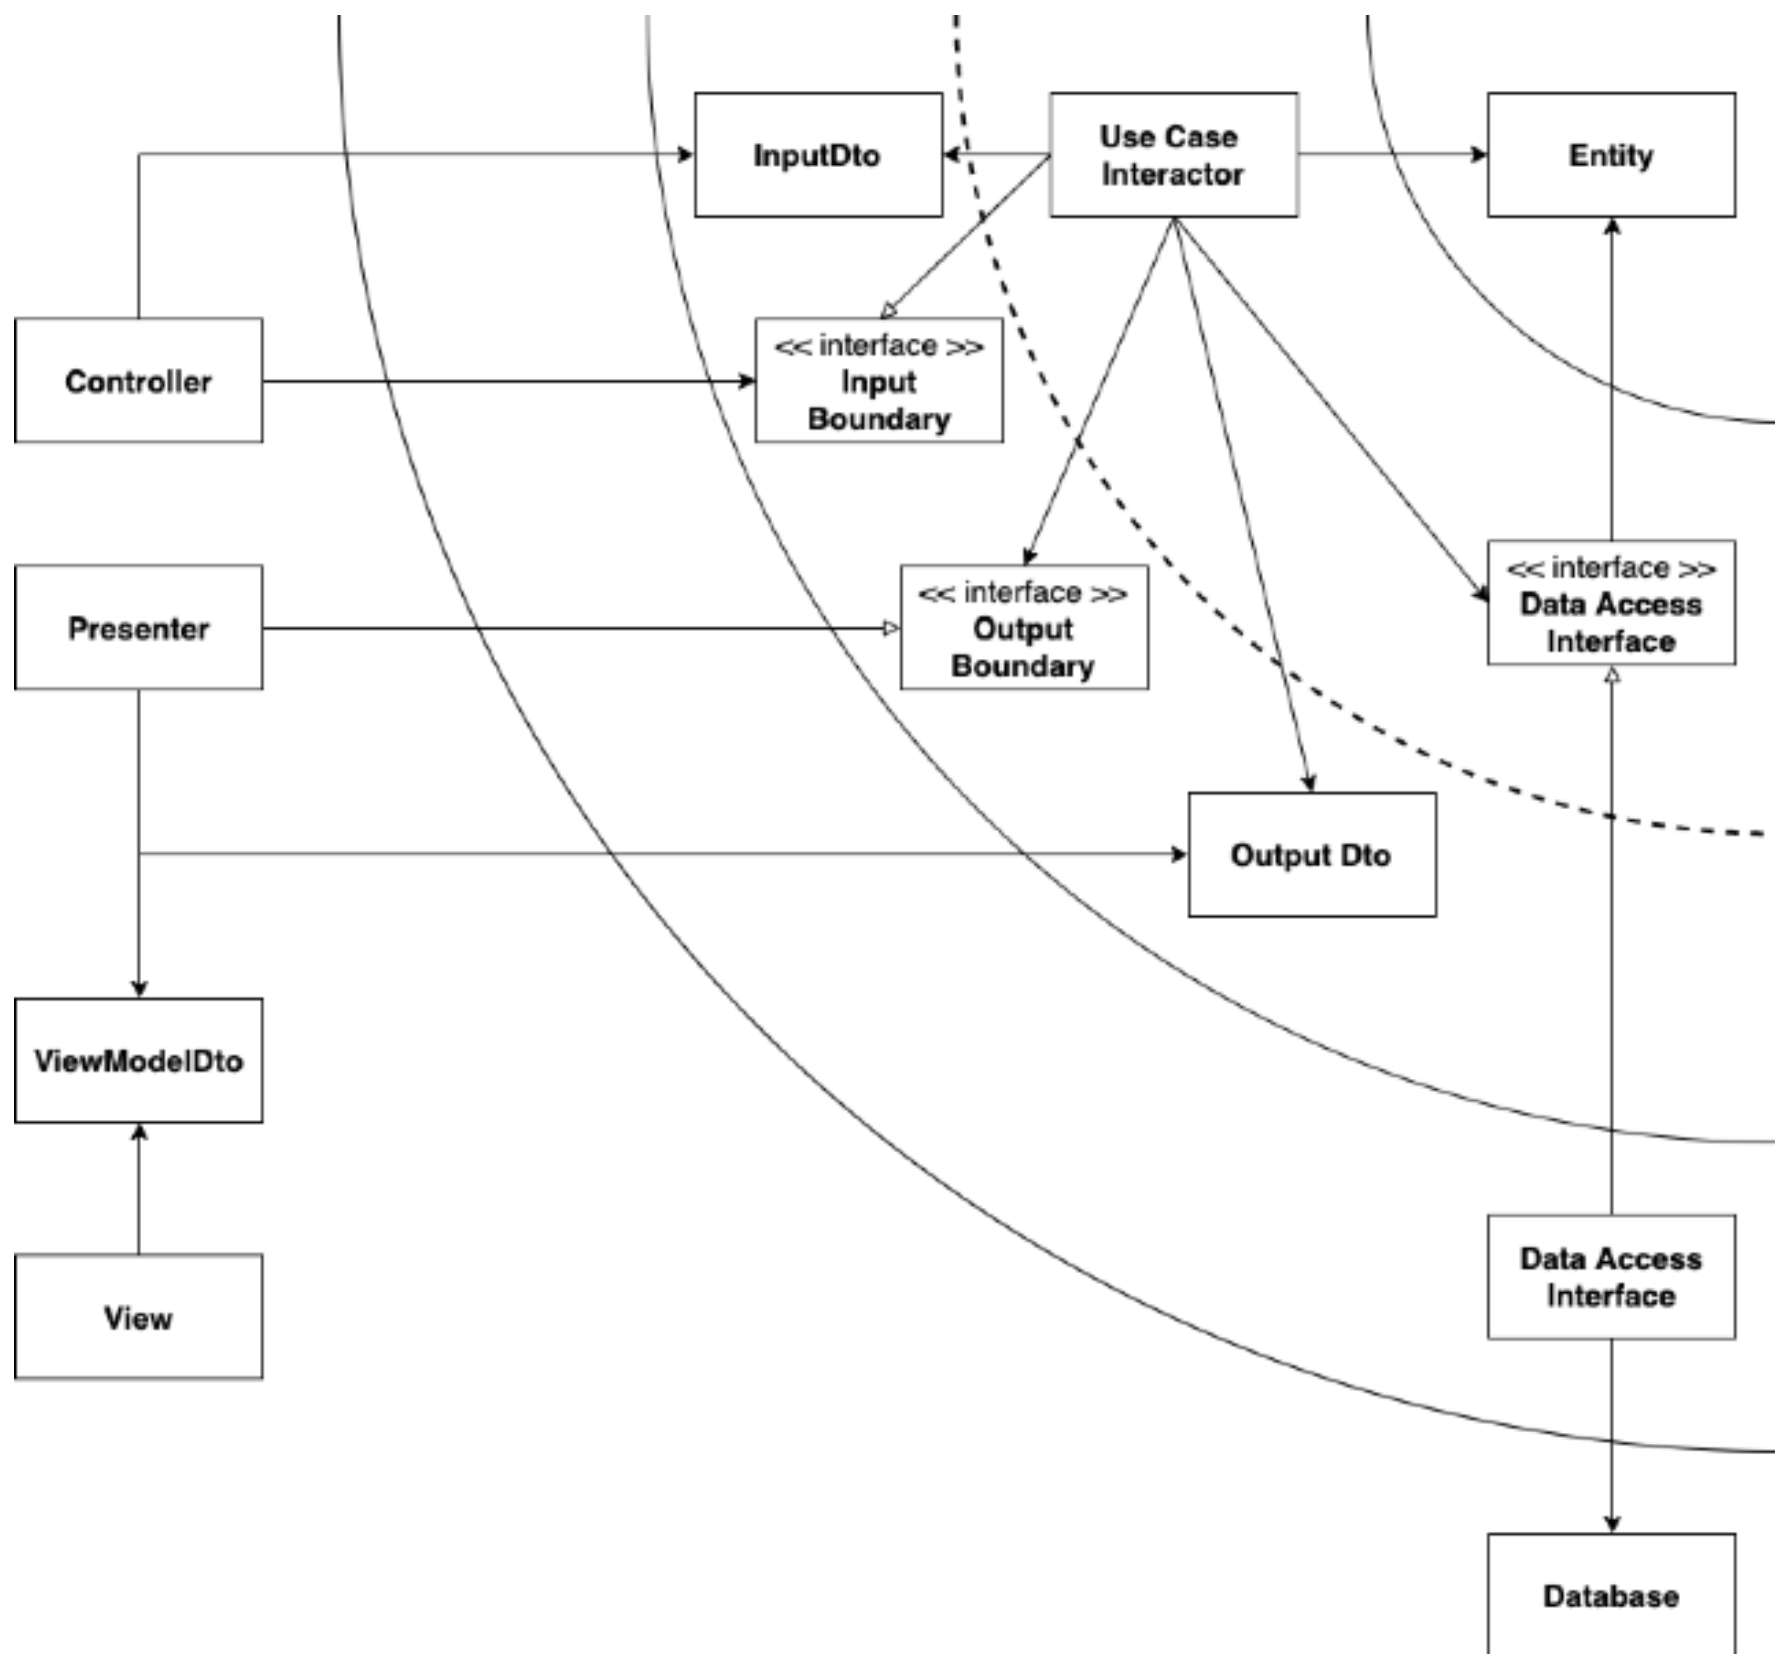 InputDto
Use Case
Interactor
Entity
Controller
<< interface >>
Input
Boundary
Presenter
<< interface >>
Output
Boundary
<< interface >>
Data Access
Interface
Output Dto
ViewModelDto
View
Data Access
Interface
Database